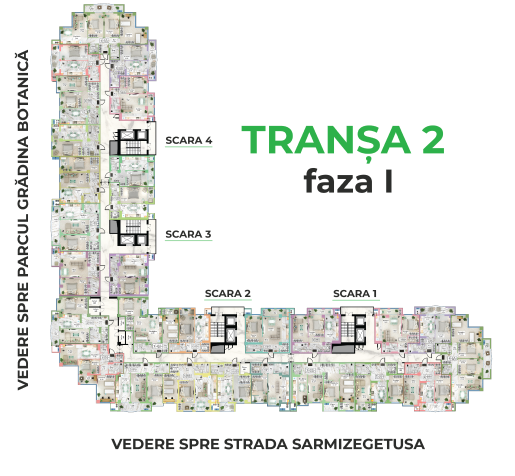 VEDERE SPRE PARCUL GRĂDINA BOTANICĂ
SCARA 4
TRANȘA 2
faza I
SCARA 3
SCARA 2
SCARA 1
VEDERE SPRE STRADA SARMIZEGETUSA